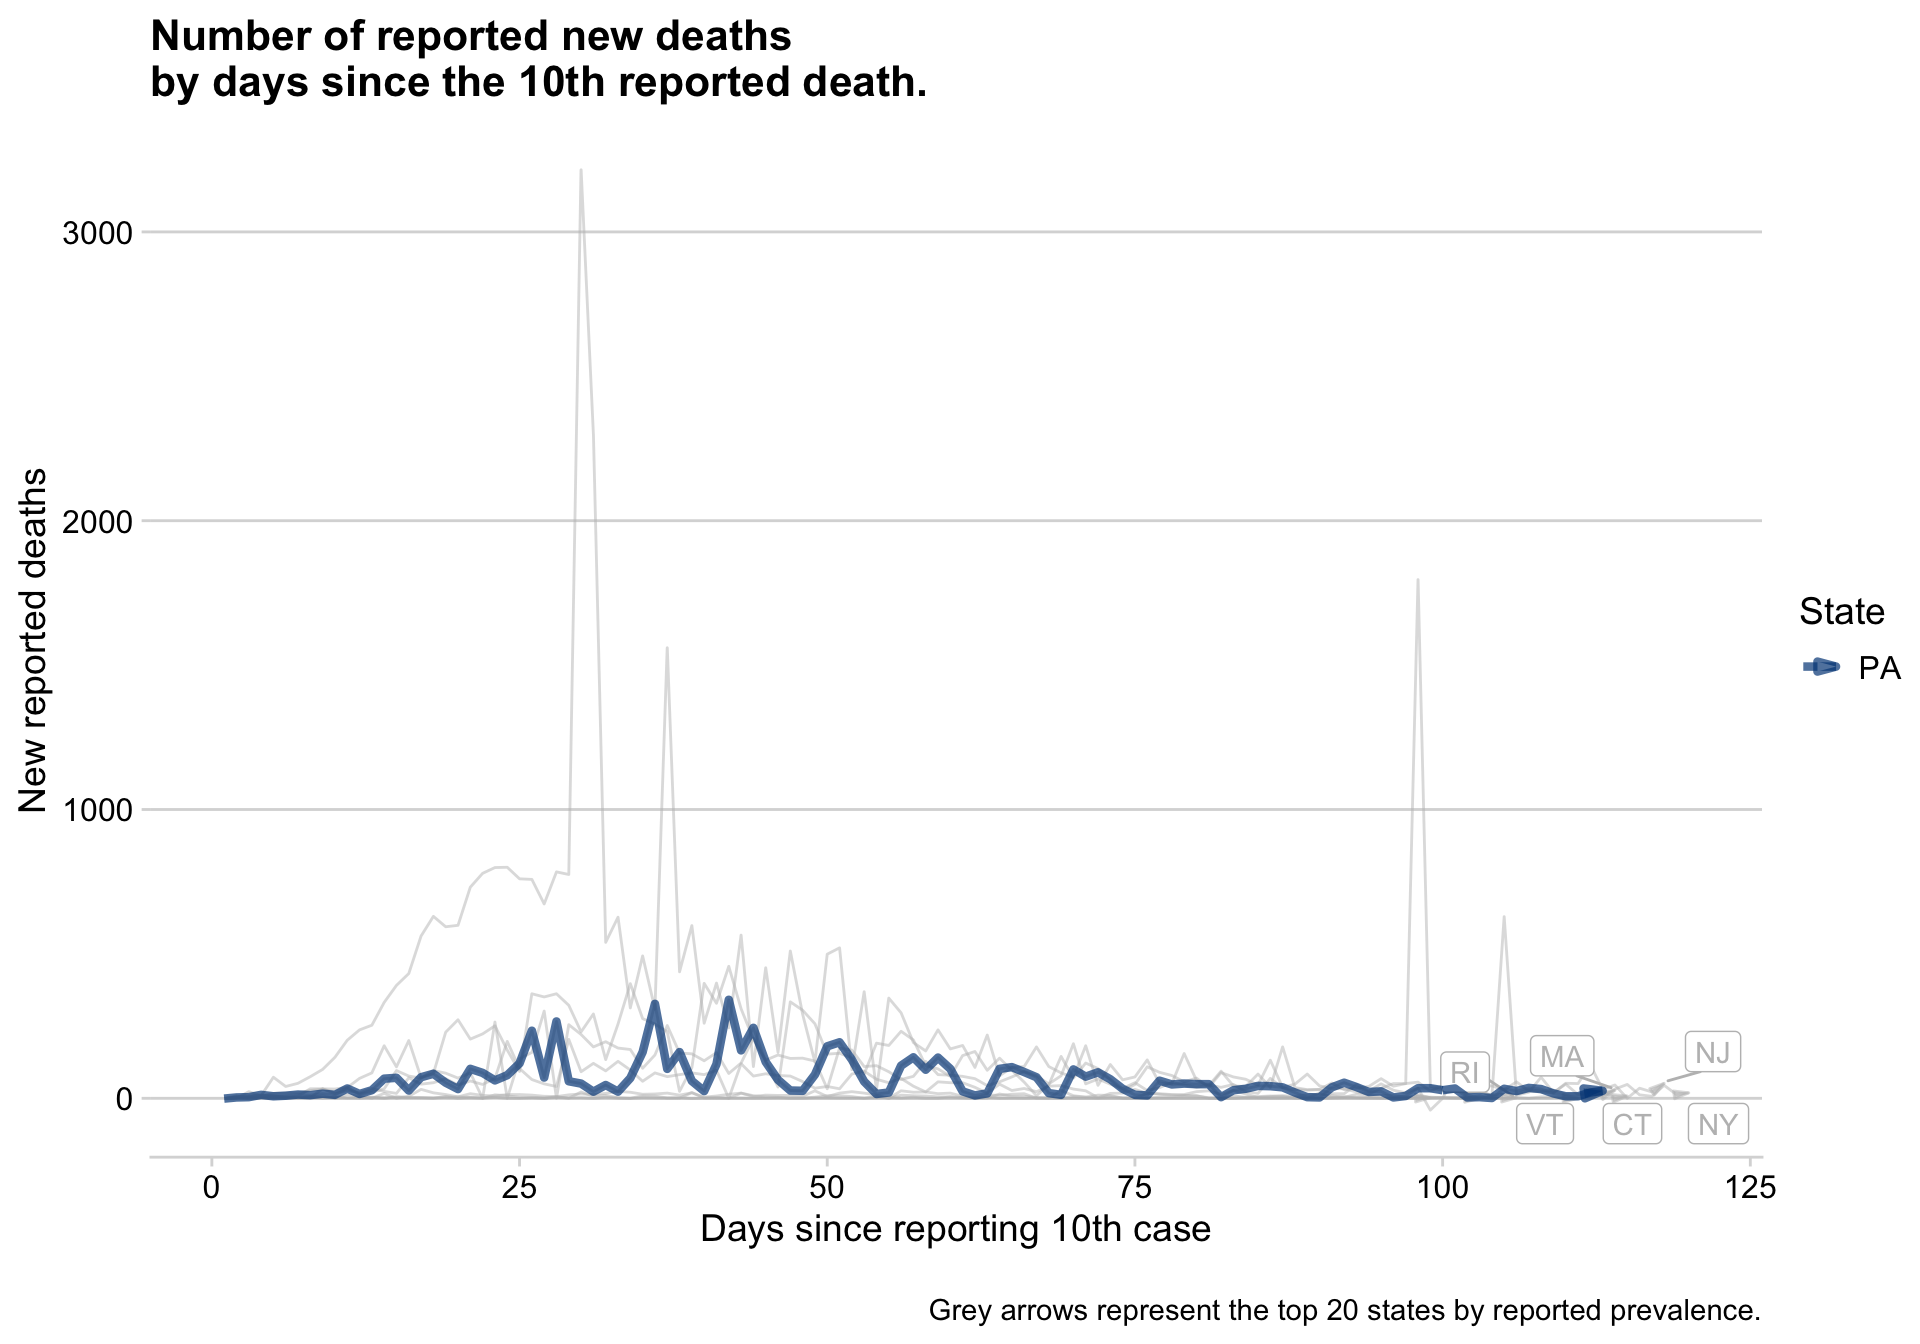 Number of reported new deaths
by days since the 10th reported death.
New reported deaths
3000
2000
1000
0
RI
MA
NJ
VT
CT
NY
0 25 50 75 100 125
Days since reporting 10th case
State
PA
Grey arrows represent the top 20 states by reported prevalence.